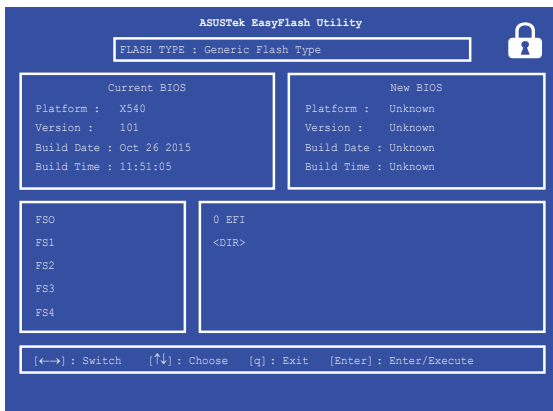 ASUSTek EasyFlash Utility
FLASH TYPE : Generic Flash Type
Current BIOS
Platform : X540
Version : 101
Build Date : Oct 26 2015
Build Time : 11:51:05
New BIOS
Platform : Unknown
Version : Unknown
Build Date : Unknown
Build Time : Unknown
FSO
FS1
FS2
FS3
FS4
0 EFI
<DIR>
[←→] : Switch [↑↓] : Choose [q] : Exit [Enter] : Enter/Execute